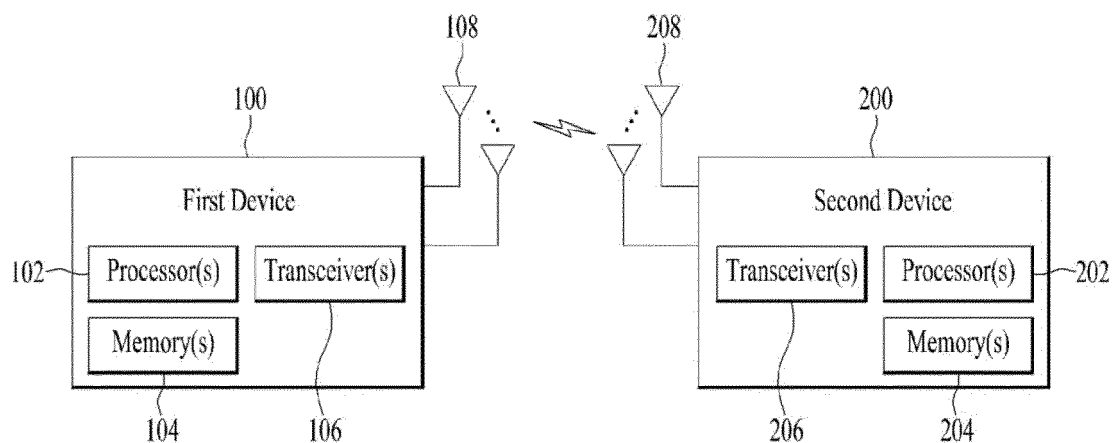 108 208
100 200
First Device Second Device
102 Processor(s) Transceiver(s) Transceiver(s) Processor(s) 202
Memory(s) Memory(s)
104 106 206 204